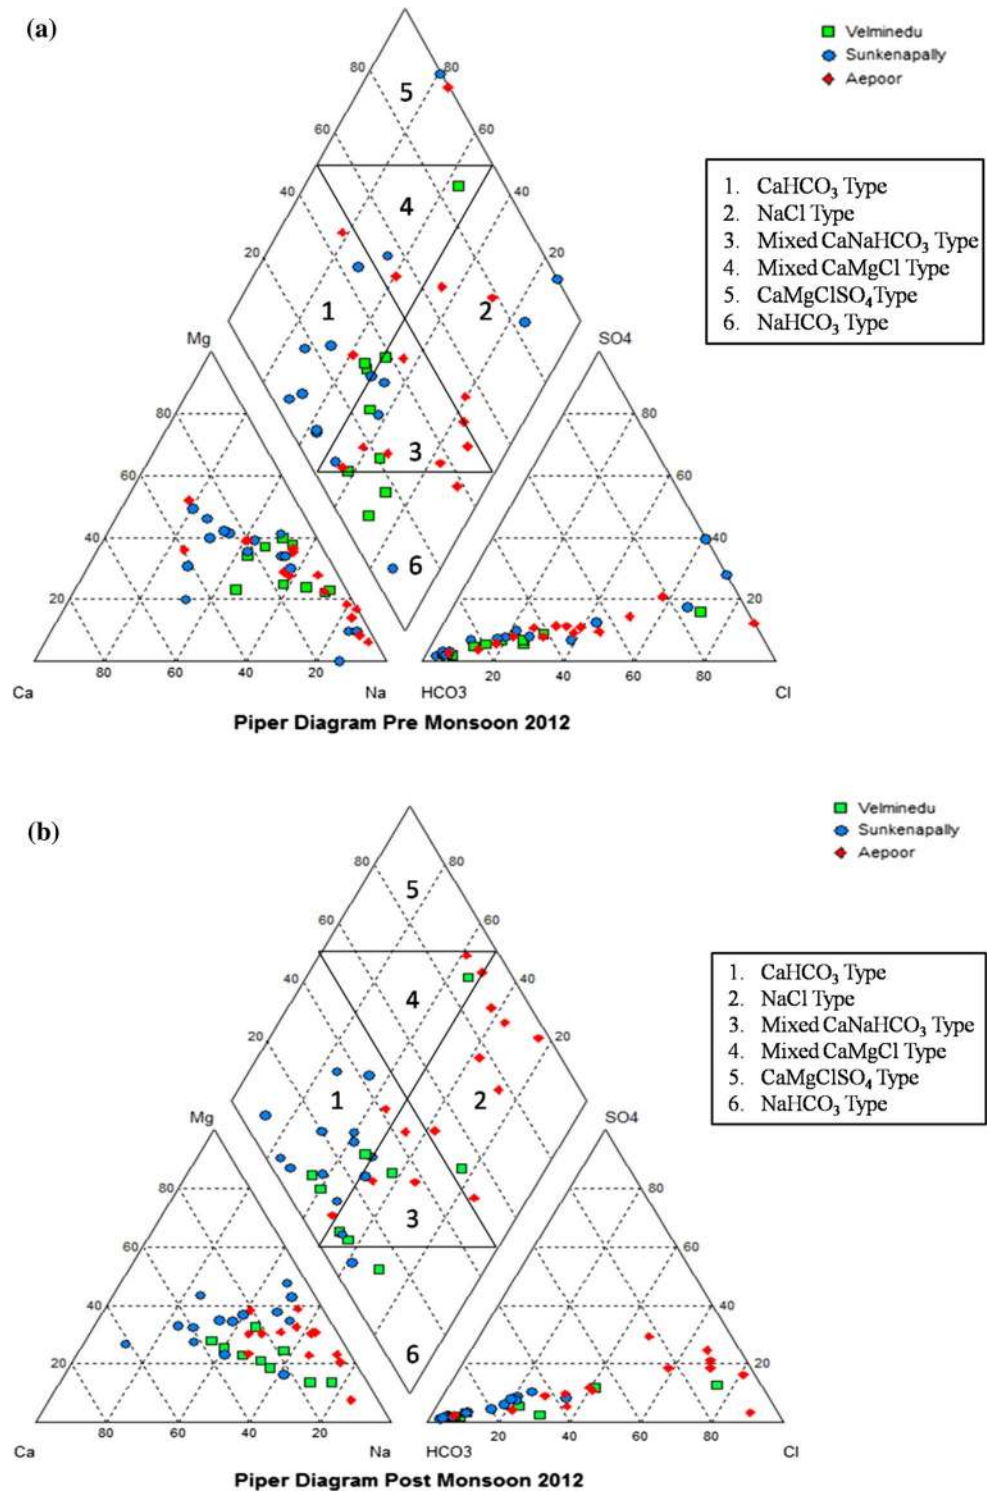 (a)
Velminedu
Sunkenapally
Aepoor
80
80
5
60
60
1. CaHCO₃ Type
2. NaCl Type
3. Mixed CaNaHCO₃ Type
4. Mixed CaMgCl Type
5. CaMgClSO₄Type
6. NaHCO₃ Type
40
40
4
20
20
1
2
Mg
SO4
80
80
3
60
60
6
40
40
20
20
80
60
40
20
20
40
60
80
Ca
Na
HCO3
Cl
Piper Diagram Pre Monsoon 2012
(b)
Velminedu
Sunkenapally
Aepoor
80
80
5
60
60
1. CaHCO₃ Type
2. NaCl Type
3. Mixed CaNaHCO₃ Type
4. Mixed CaMgCl Type
5. CaMgClSO₄ Type
6. NaHCO₃ Type
40
40
4
20
20
1
2
Mg
SO4
80
80
3
60
60
40
40
6
20
20
80
60
40
20
20
40
60
80
Ca
Na
HCO3
Cl
Piper Diagram Post Monsoon 2012